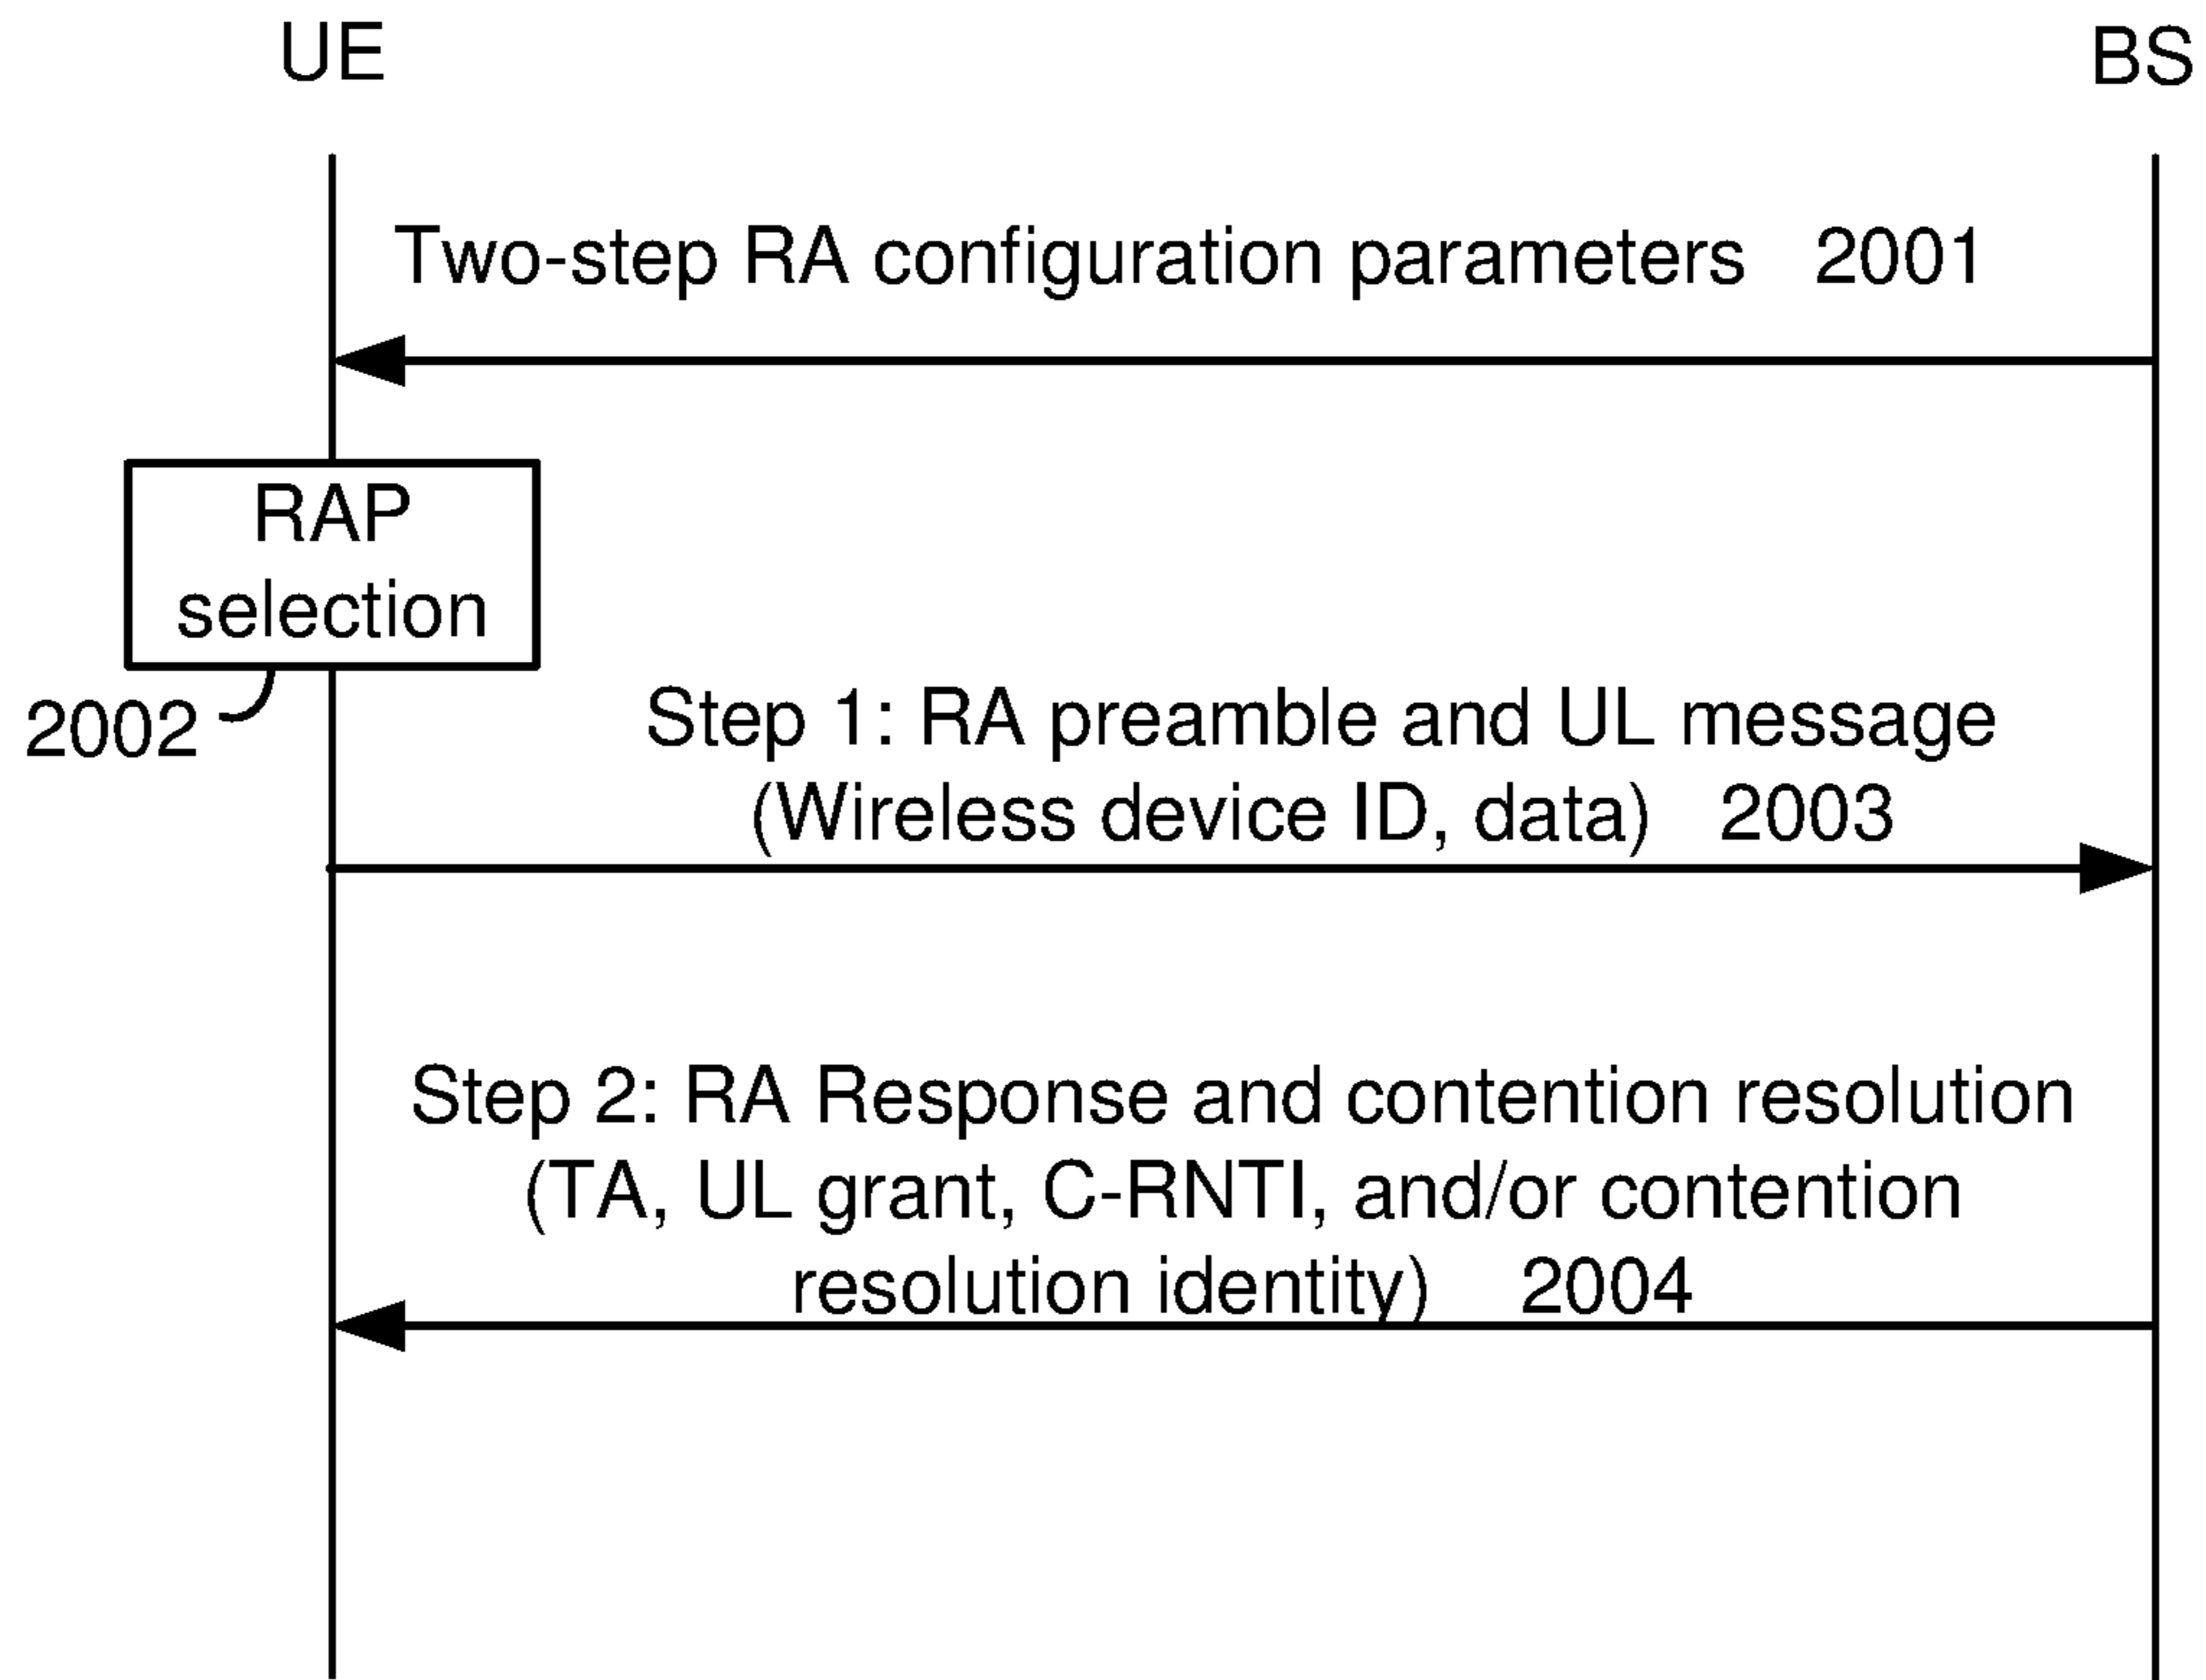 UE
BS
Two-step RA configuration parameters 2001
RAP
selection
2002
Step 1: RA preamble and UL message
(Wireless device ID, data) 2003
Step 2: RA Response and contention resolution
(TA, UL grant, C-RNTI, and/or contention
resolution identity) 2004